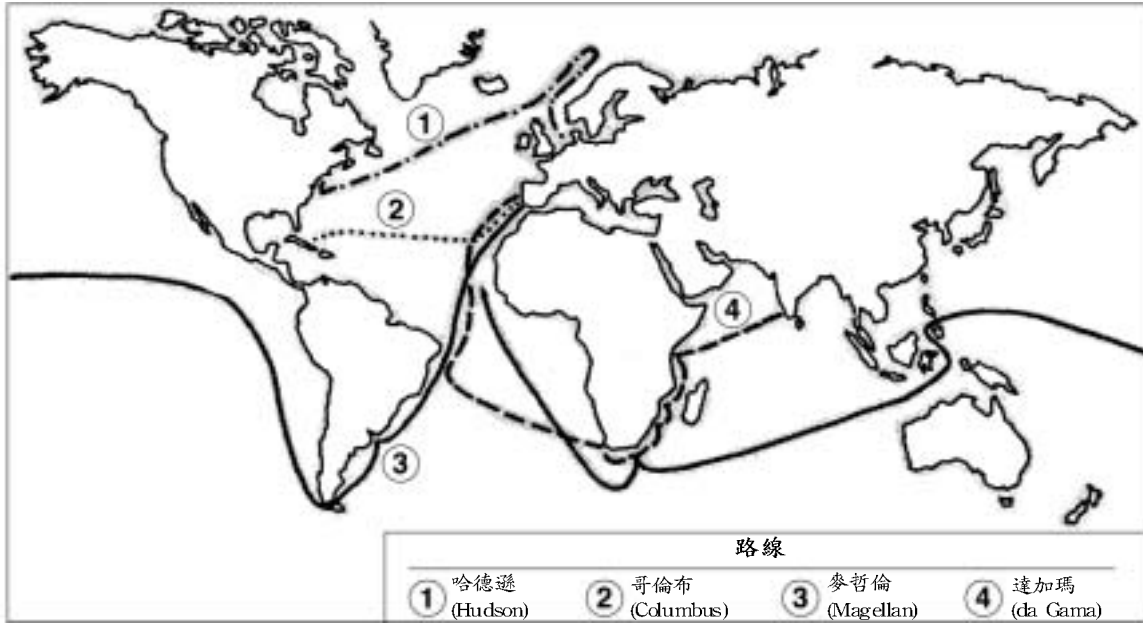 ①
②
④
③
路線
① 哈德遜 (Hudson)
② 哥倫布 (Columbus)
③ 麥哲倫 (Magellan)
④ 達加瑪 (da Gama)